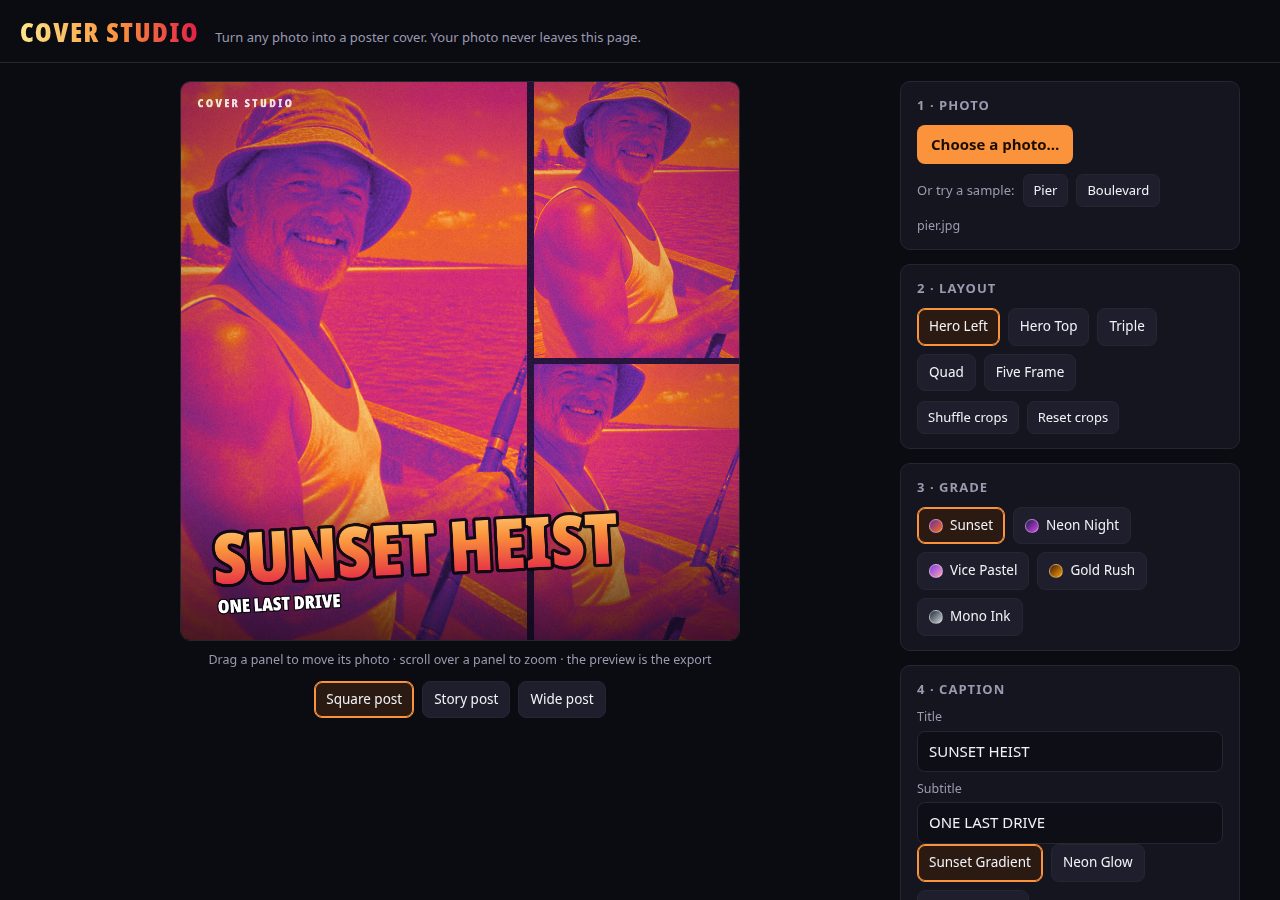 COVER STUDIO Turn any photo into a poster cover. Your photo never leaves this page.
COVER STUDIO
SUNSET HEIST
ONE LAST DRIVE
Drag a panel to move its photo · scroll over a panel to zoom · the preview is the export
Square post Story post Wide post
1 · PHOTO
Choose a photo...
Or try a sample: Pier Boulevard
pier.jpg
2 · LAYOUT
Hero Left Hero Top Triple
Quad Five Frame
Shuffle crops Reset crops
3 · GRADE
Sunset Neon Night
Vice Pastel Gold Rush
Mono Ink
4 · CAPTION
Title
SUNSET HEIST
Subtitle
ONE LAST DRIVE
Sunset Gradient Neon Glow